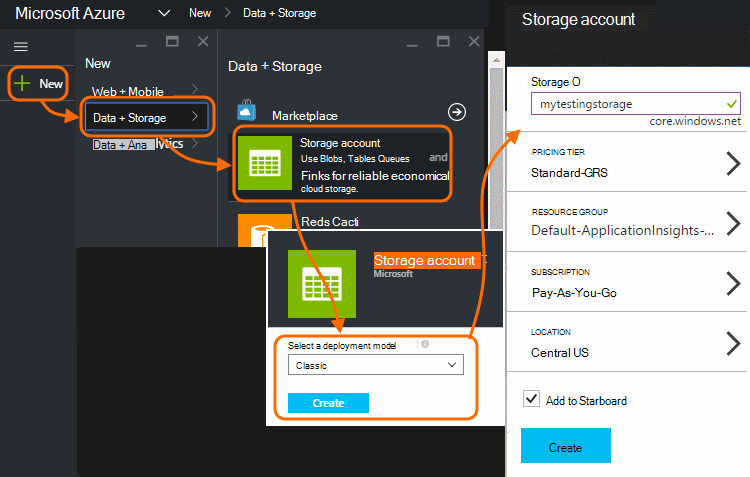 Microsoft Azure New Data + Storage
New
New
Web + Mobile
Data + Storage
Data + Ana lytics
Data + Storage
Marketplace
Storage account
Use Blobs, Tables Queues and
Finks for reliable economical
cloud storage.
Reds Cacti
Storage account
Microsoft
Select a deployment model
Classic
Create
Storage account
Storage O
mytestingstorage
core.windows.net
PRICING TIER
Standard-GRS
RESOURCE GROUP
Default-ApplicationInsights-...
SUBSCRIPTION
Pay-As-You-Go
LOCATION
Central US
Add to Starboard
Create